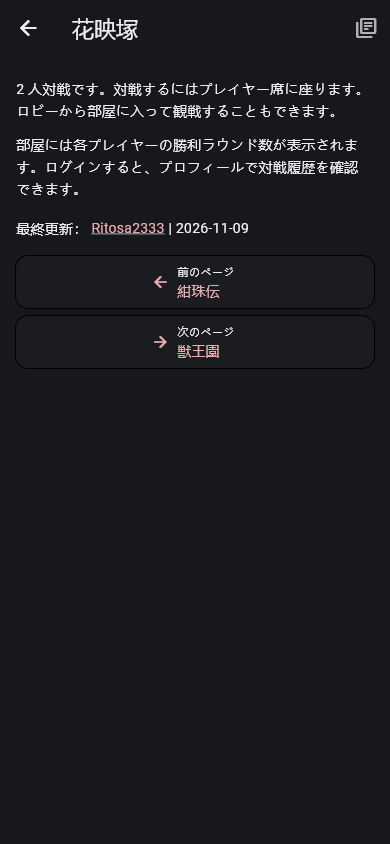 花映塚
2 人対戦です。対戦するにはプレイヤー席に座ります。
ロビーから部屋に入って観戦することもできます。
部屋には各プレイヤーの勝利ラウンド数が表示されま
す。ログインすると、プロフィールで対戦履歴を確認
できます。
最終更新: Ritosa2333 | 2026-11-09
前のページ
紺珠伝
次のページ
獣王園